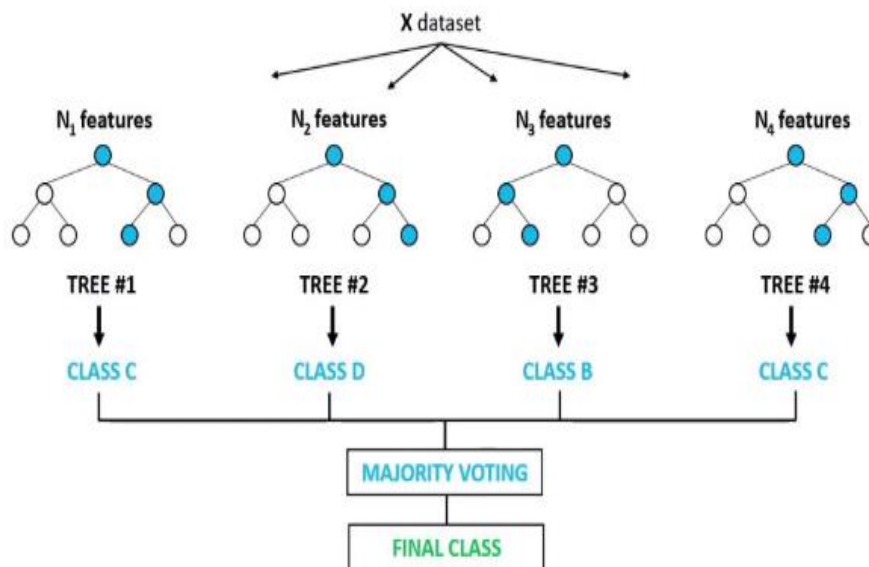 X dataset
N₁ features
N₂ features
N₃ features
N₄ features
TREE #1
TREE #2
TREE #3
TREE #4
CLASS C
CLASS D
CLASS B
CLASS C
MAJORITY VOTING
FINAL CLASS